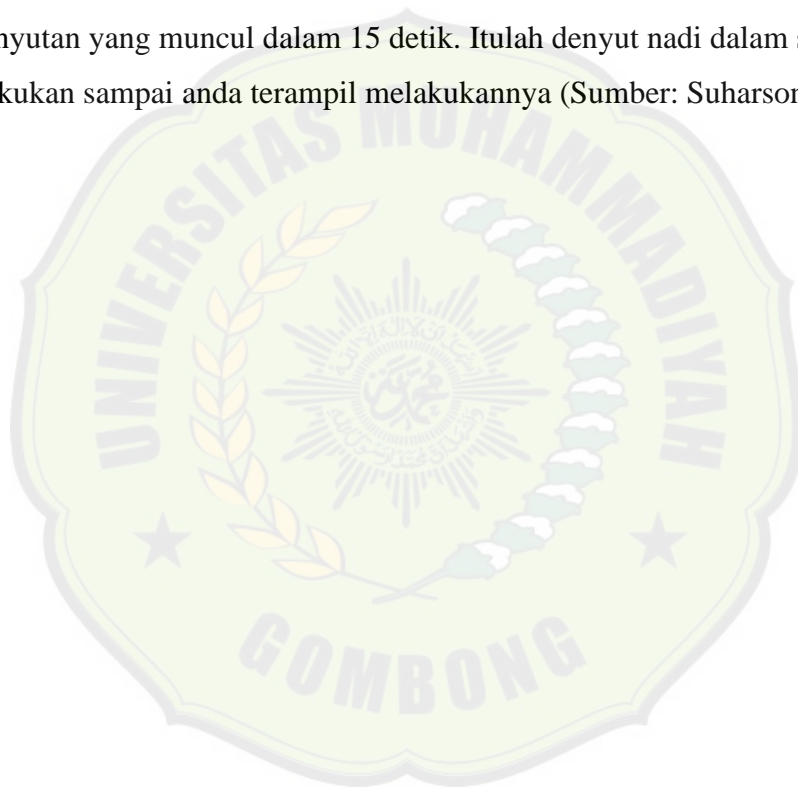 nyutan yang muncul dalam 15 detik. Itulah denyut nadi dalam s
kukan sampai anda terampil melakukannya (Sumber: Suharson
UNIVERSITAS MUHAMMADIYAH
GOMBONG